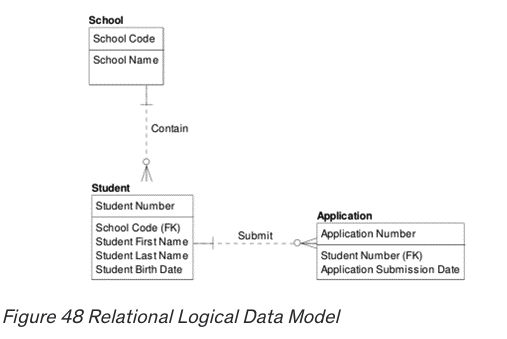 School
School Code
School Name
Contain
Student
Student Number
School Code (FK)
Student First Name
Student Last Name
Student Birth Date
Submit
Application
Application Number
Student Number (FK)
Application Submission Date
Figure 48 Relational Logical Data Model